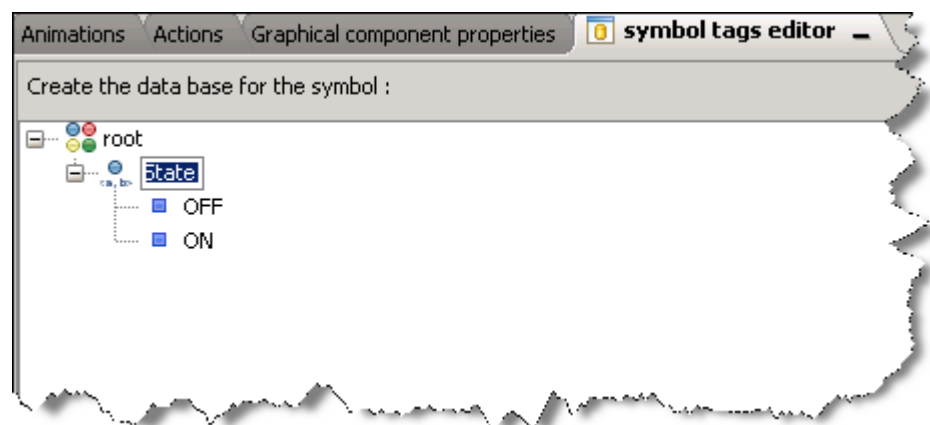 Animations Actions Graphical component properties symbol tags editor
Create the data base for the symbol :
root
State
OFF
ON